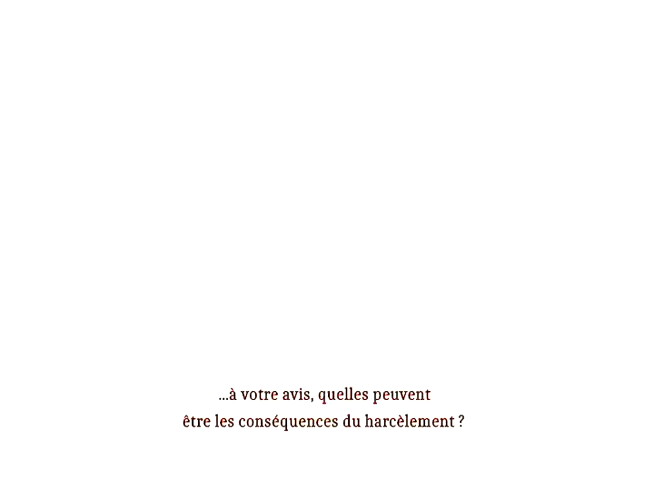 ...à votre avis, quelles peuvent
être les conséquences du harcèlement ?